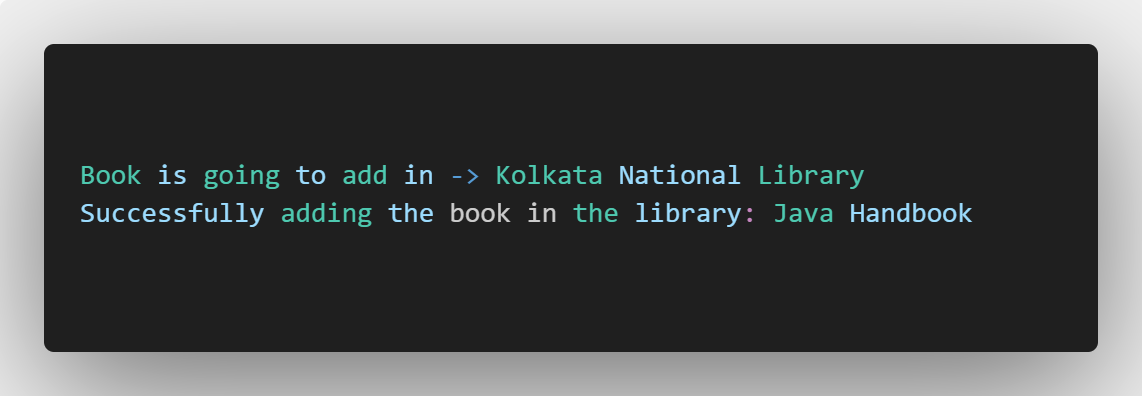 Book is going to add in -> Kolkata National Library
Successfully adding the book in the library: Java Handbook